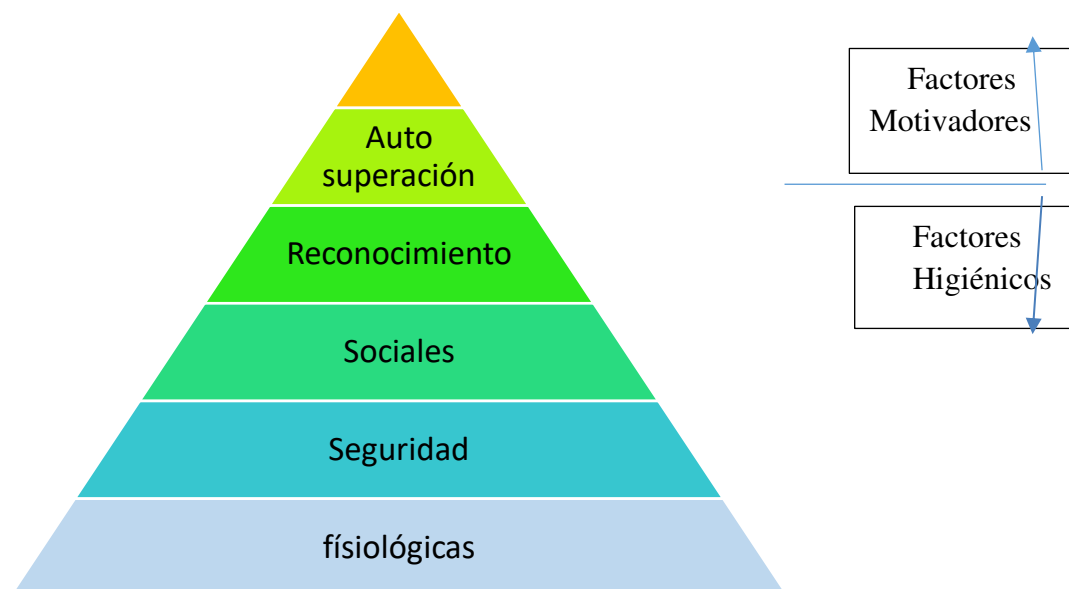 Auto
superación
Reconocimiento
Sociales
Seguridad
físiológicas
Factores
Motivadores
Factores
Higiénicos